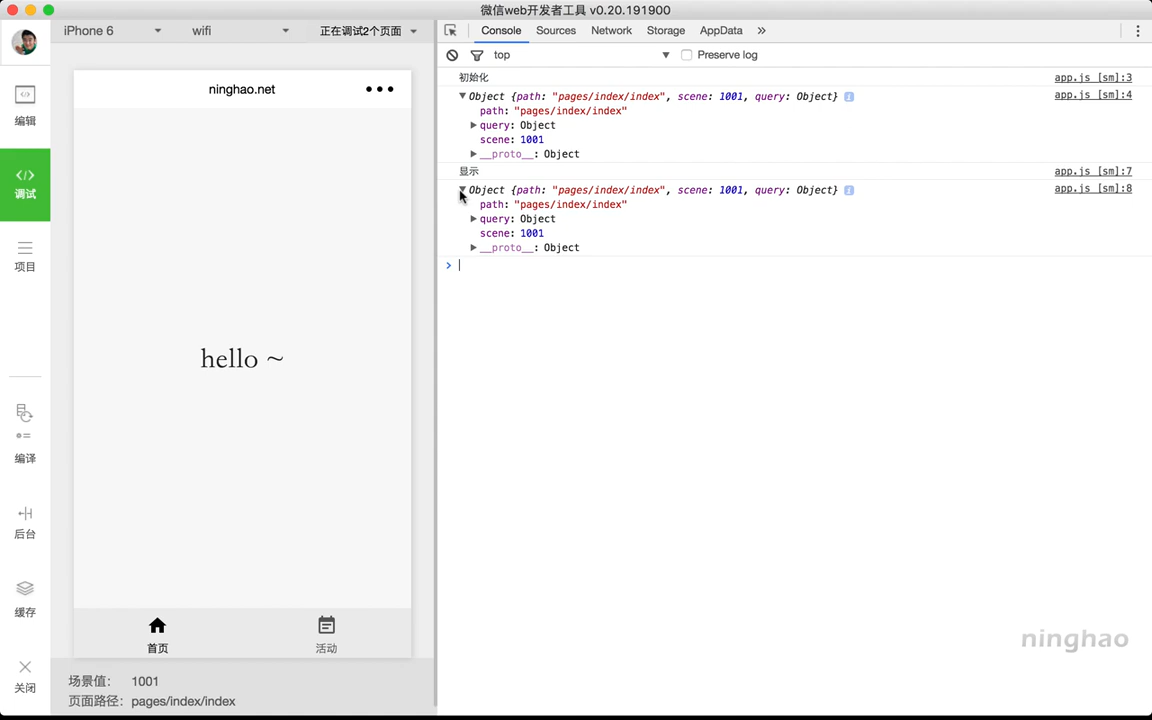 微信web开发者工具 v0.20.191900
iPhone 6
wifi
正在调试2个页面
Console
Sources
Network
Storage
AppData
»
top
Preserve log
编辑
调试
项目
编译
后台
缓存
关闭
ninghao.net
hello ~
首页
活动
场景值: 1001
页面路径: pages/index/index
初始化 app.js [sm]:3
Object {path: "pages/index/index", scene: 1001, query: Object} app.js [sm]:4
path: "pages/index/index"
query: Object
scene: 1001
__proto__: Object
显示 app.js [sm]:7
Object {path: "pages/index/index", scene: 1001, query: Object} app.js [sm]:8
path: "pages/index/index"
query: Object
scene: 1001
__proto__: Object
>
ninghao